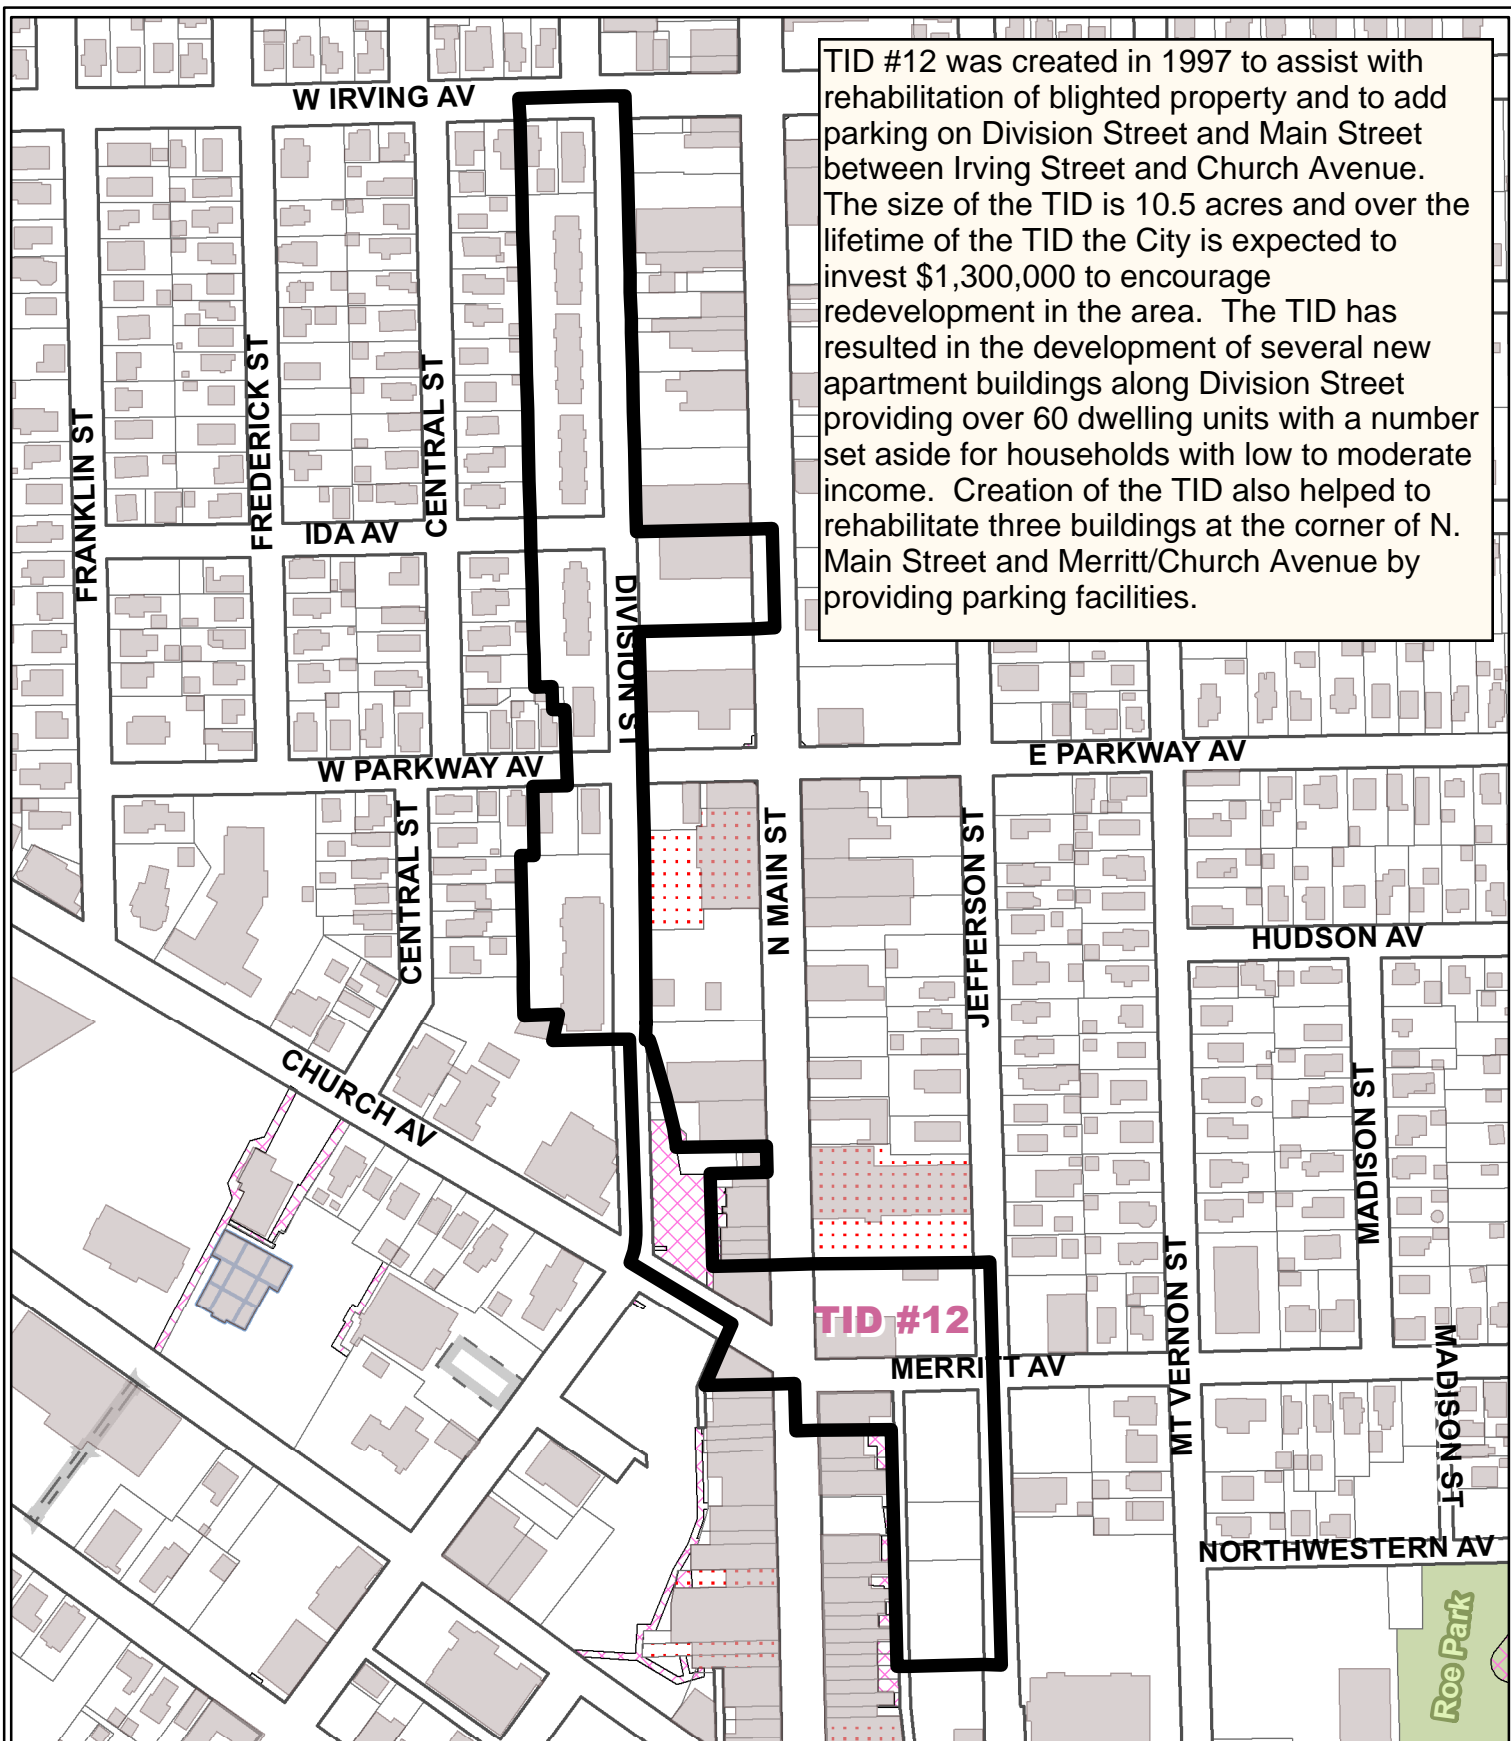 TID #12 was created in 1997 to assist with
rehabilitation of blighted property and to add
parking on Division Street and Main Street
between Irving Street and Church Avenue.
The size of the TID is 10.5 acres and over the
lifetime of the TID the City is expected to
invest $1,300,000 to encourage
redevelopment in the area.  The TID has
resulted in the development of several new
apartment buildings along Division Street
providing over 60 dwelling units with a number
set aside for households with low to moderate
income.  Creation of the TID also helped to
rehabilitate three buildings at the corner of N.
Main Street and Merritt/Church Avenue by
providing parking facilities.
W IRVING AV
FRANKLIN ST
FREDERICK ST
CENTRAL ST
IDA AV
DIVISION ST
W PARKWAY AV
E PARKWAY AV
CENTRAL ST
N MAIN ST
JEFFERSON ST
HUDSON AV
CHURCH AV
MADISON ST
MT VERNON ST
TID #12
MERRITT AV
MADISON ST
NORTHWESTERN AV
Roe Park